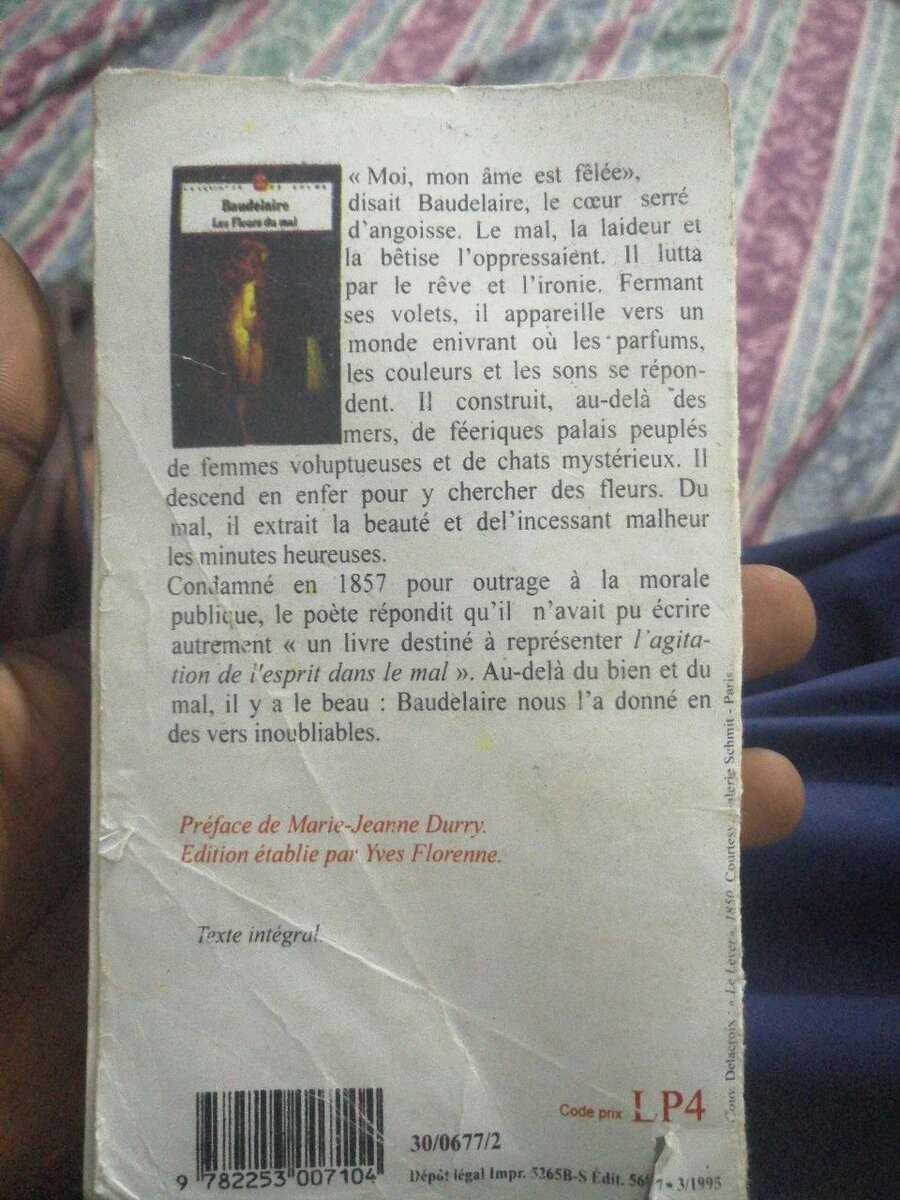 Baudelaire
Les Fleurs du mal
« Moi, mon âme est fêlée»,
disait Baudelaire, le cœur serré
d'angoisse. Le mal, la laideur et
la bêtise l'oppressaient. Il lutta
par le rêve et l'ironie. Fermant
ses volets, il appareille vers un
monde enivrant où les parfums,
les couleurs et les sons se répon-
dent. Il construit, au-delà des
mers, de féeriques palais peuplés
de femmes voluptueuses et de chats mystérieux. Il
descend en enfer pour y chercher des fleurs. Du
mal, il extrait la beauté et del'incessant malheur
les minutes heureuses.
Condamné en 1857 pour outrage à la morale
publique, le poète répondit qu'il n'avait pu écrire
autrement « un livre destiné à représenter l'agita-
tion de l'esprit dans le mal ». Au-delà du bien et du
mal, il y a le beau : Baudelaire nous l'a donné en
des vers inoubliables.
Préface de Marie-Jeanne Durry.
Edition établie par Yves Florenne.
Texte intégral.
Couv. Delacroix : « Le Lever», 1850. Courtesy Schmit - Paris
Code prix LP4
30/0677/2
9 782253 007104
Dépôt légal Impr. 5265B-S Édit. 3/1995